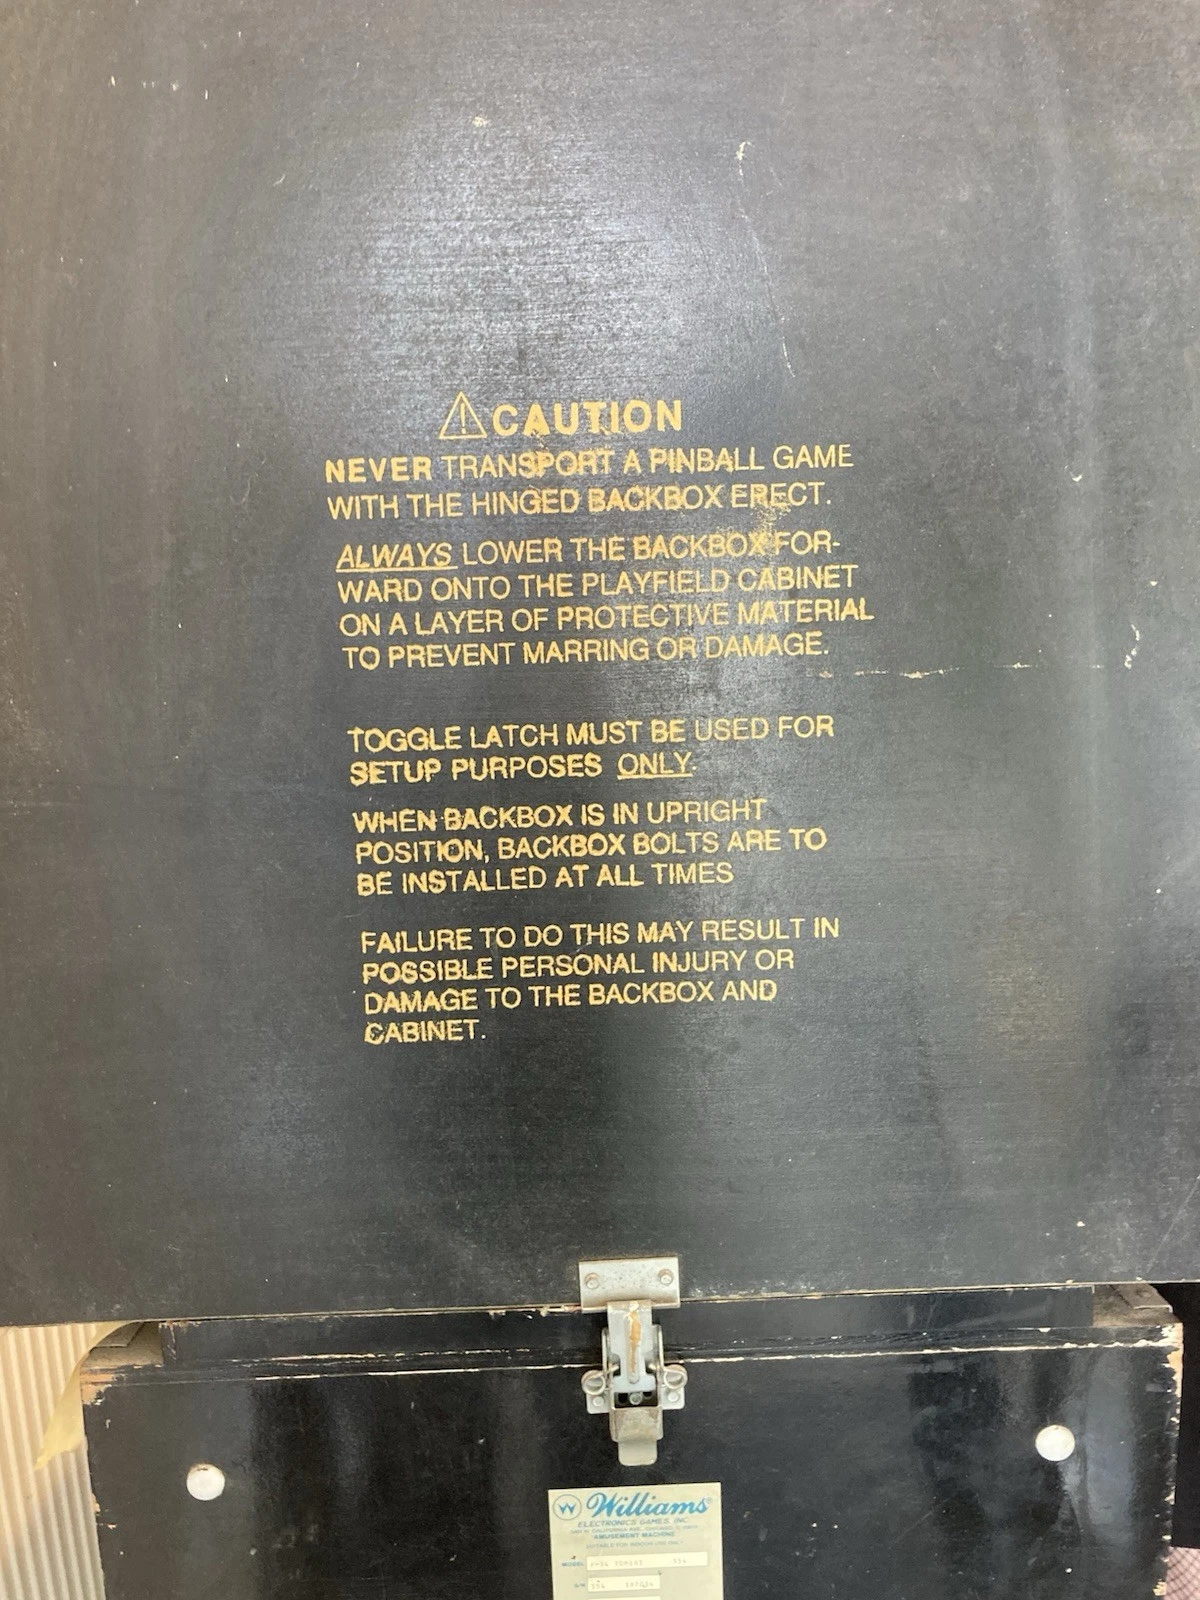 ⚠CAUTION
NEVER TRANSPORT A PINBALL GAME
WITH THE HINGED BACKBOX ERECT.
ALWAYS LOWER THE BACKBOX FOR-
WARD ONTO THE PLAYFIELD CABINET
ON A LAYER OF PROTECTIVE MATERIAL
TO PREVENT MARRING OR DAMAGE.
TOGGLE LATCH MUST BE USED FOR
SETUP PURPOSES ONLY.
WHEN BACKBOX IS IN UPRIGHT
POSITION, BACKBOX BOLTS ARE TO
BE INSTALLED AT ALL TIMES
FAILURE TO DO THIS MAY RESULT IN
POSSIBLE PERSONAL INJURY OR
DAMAGE TO THE BACKBOX AND
CABINET.
W Williams®
ELECTRONICS GAMES, INC.
AMUSEMENT MACHINE
MODEL
S/N